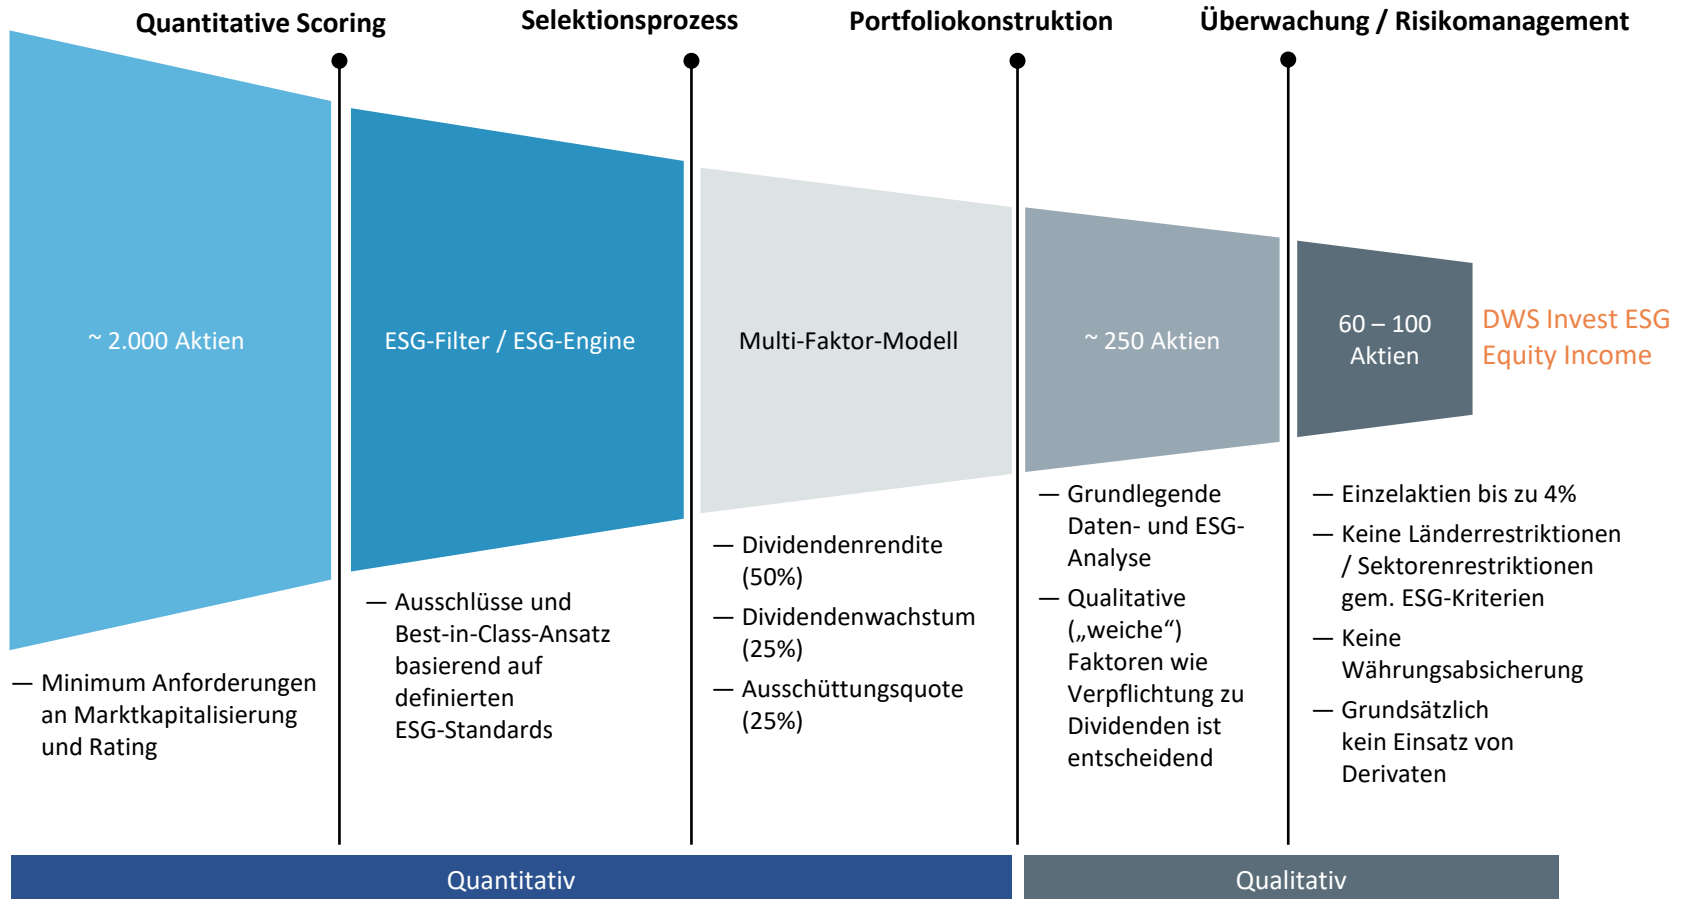 Quantitative Scoring
Selektionsprozess
Portfoliokonstruktion
Überwachung / Risikomanagement
~ 2.000 Aktien
ESG-Filter / ESG-Engine
Multi-Faktor-Modell
~ 250 Aktien
60 – 100
Aktien
DWS Invest ESG
Equity Income
— Minimum Anforderungen
an Marktkapitalisierung
und Rating
— Ausschlüsse und
Best-in-Class-Ansatz
basierend auf
definierten
ESG-Standards
— Dividendenrendite
(50%)
— Dividendenwachstum
(25%)
— Ausschüttungsquote
(25%)
— Grundlegende
Daten- und ESG-
Analyse
— Qualitative
(„weiche“)
Faktoren wie
Verpflichtung zu
Dividenden ist
entscheidend
— Einzelaktien bis zu 4%
— Keine Länderrestriktionen
/ Sektorenrestriktionen
gem. ESG-Kriterien
— Keine
Währungsabsicherung
— Grundsätzlich
kein Einsatz von
Derivaten
Quantitativ
Qualitativ